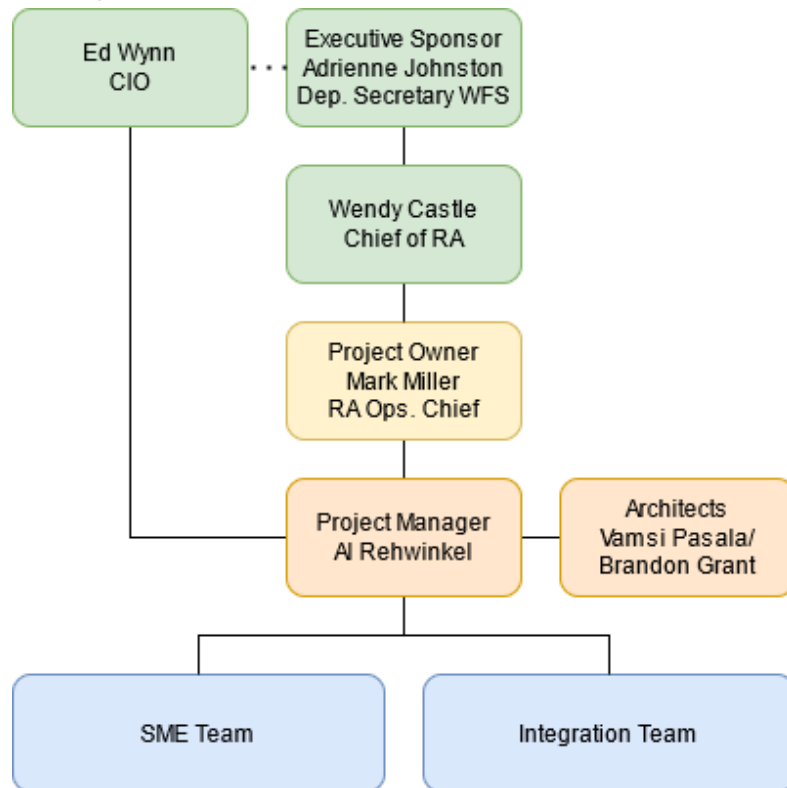 Ed Wynn
CIO
Executive Sponsor
Adrienne Johnston
Dep. Secretary WFS
Wendy Castle
Chief of RA
Project Owner
Mark Miller
RA Ops. Chief
Project Manager
Al Rehwinkel
Architects
Vamsi Pasala/
Brandon Grant
SME Team
Integration Team